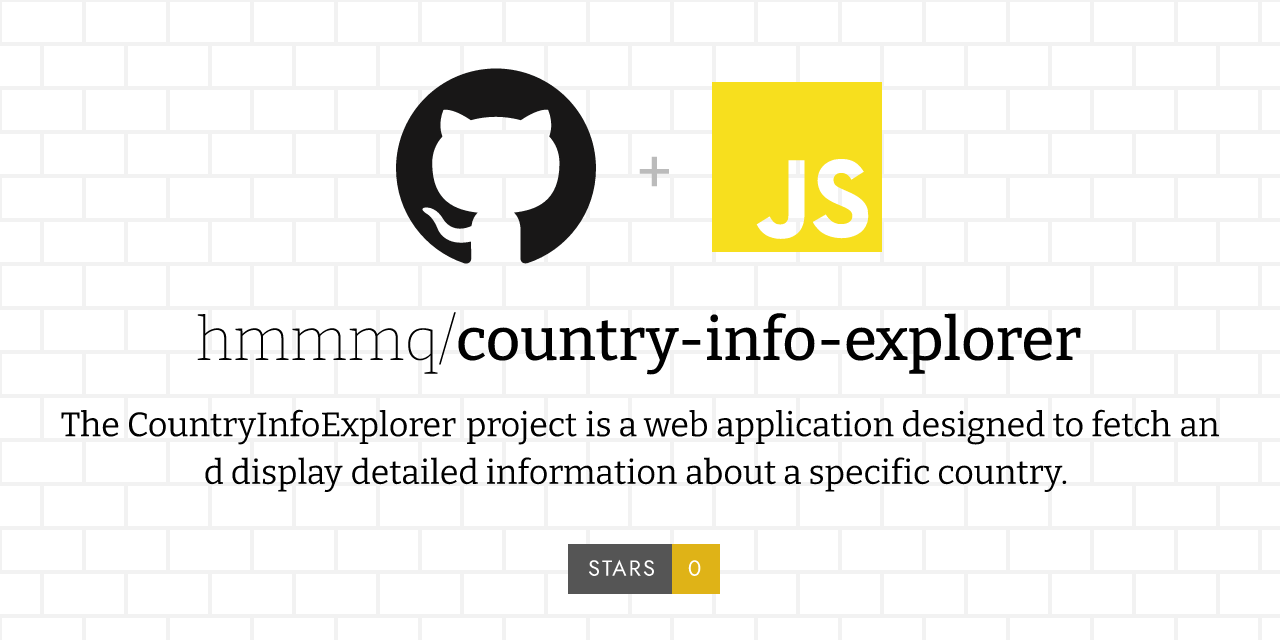 JS
hmmmq/country-info-explorer
The CountryInfoExplorer project is a web application designed to fetch an
d display detailed information about a specific country.
STARS 0